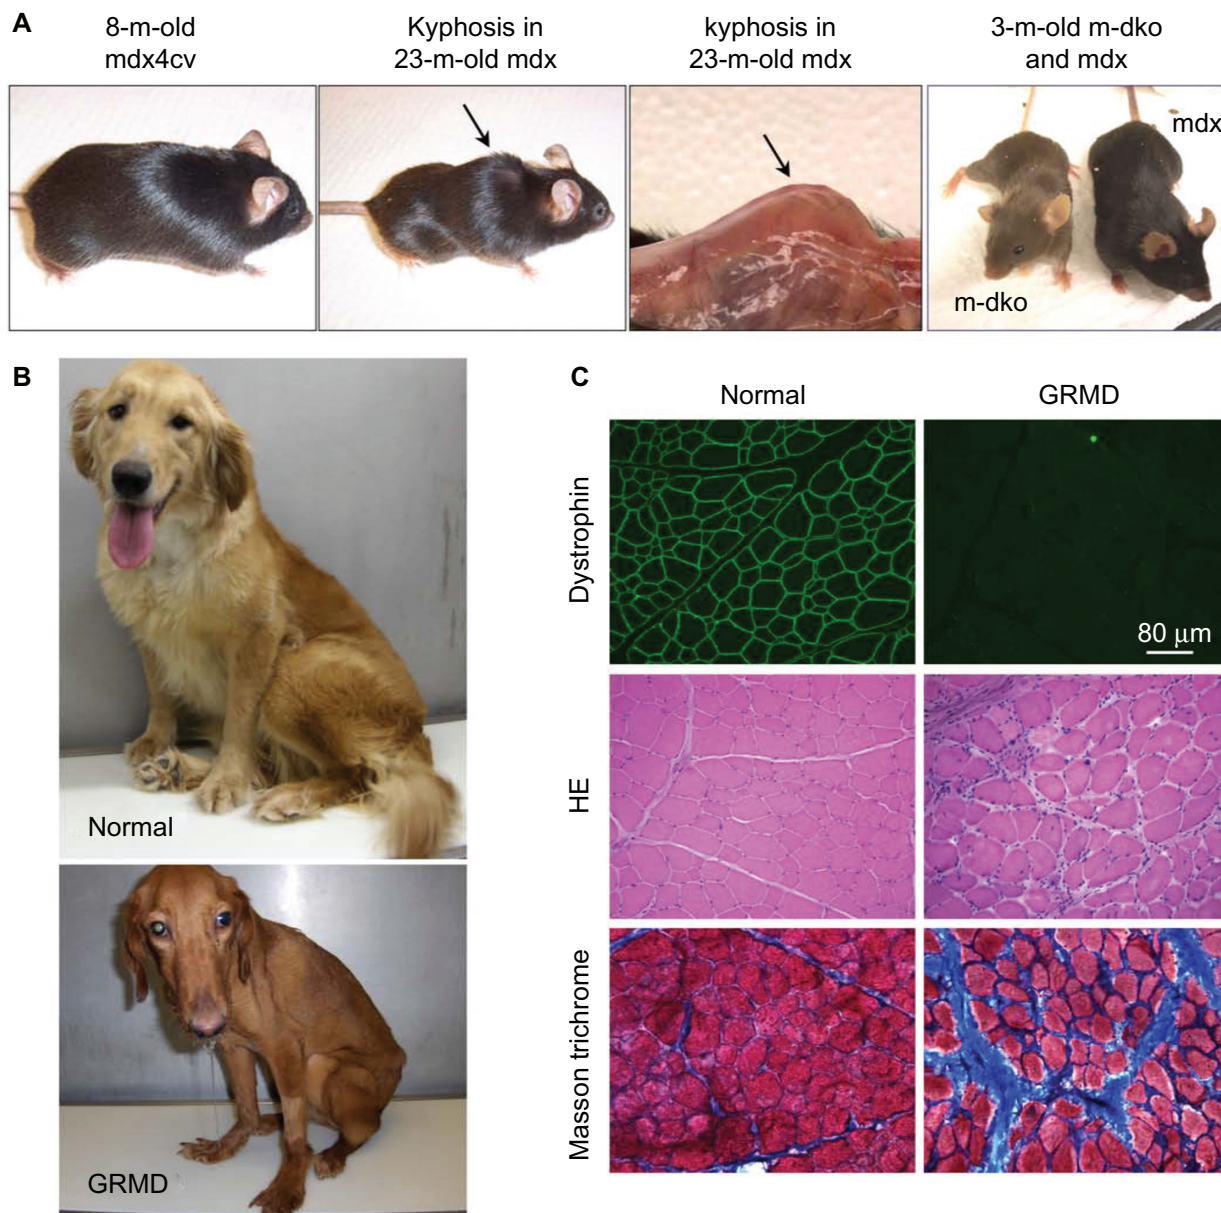 A
8-m-old
mdx4cv
Kyphosis in
23-m-old mdx
kyphosis in
23-m-old mdx
3-m-old m-dko
and mdx
mdx
m-dko
B
Normal
GRMD
C
Normal
GRMD
Dystrophin
80 μm
HE
Masson trichrome